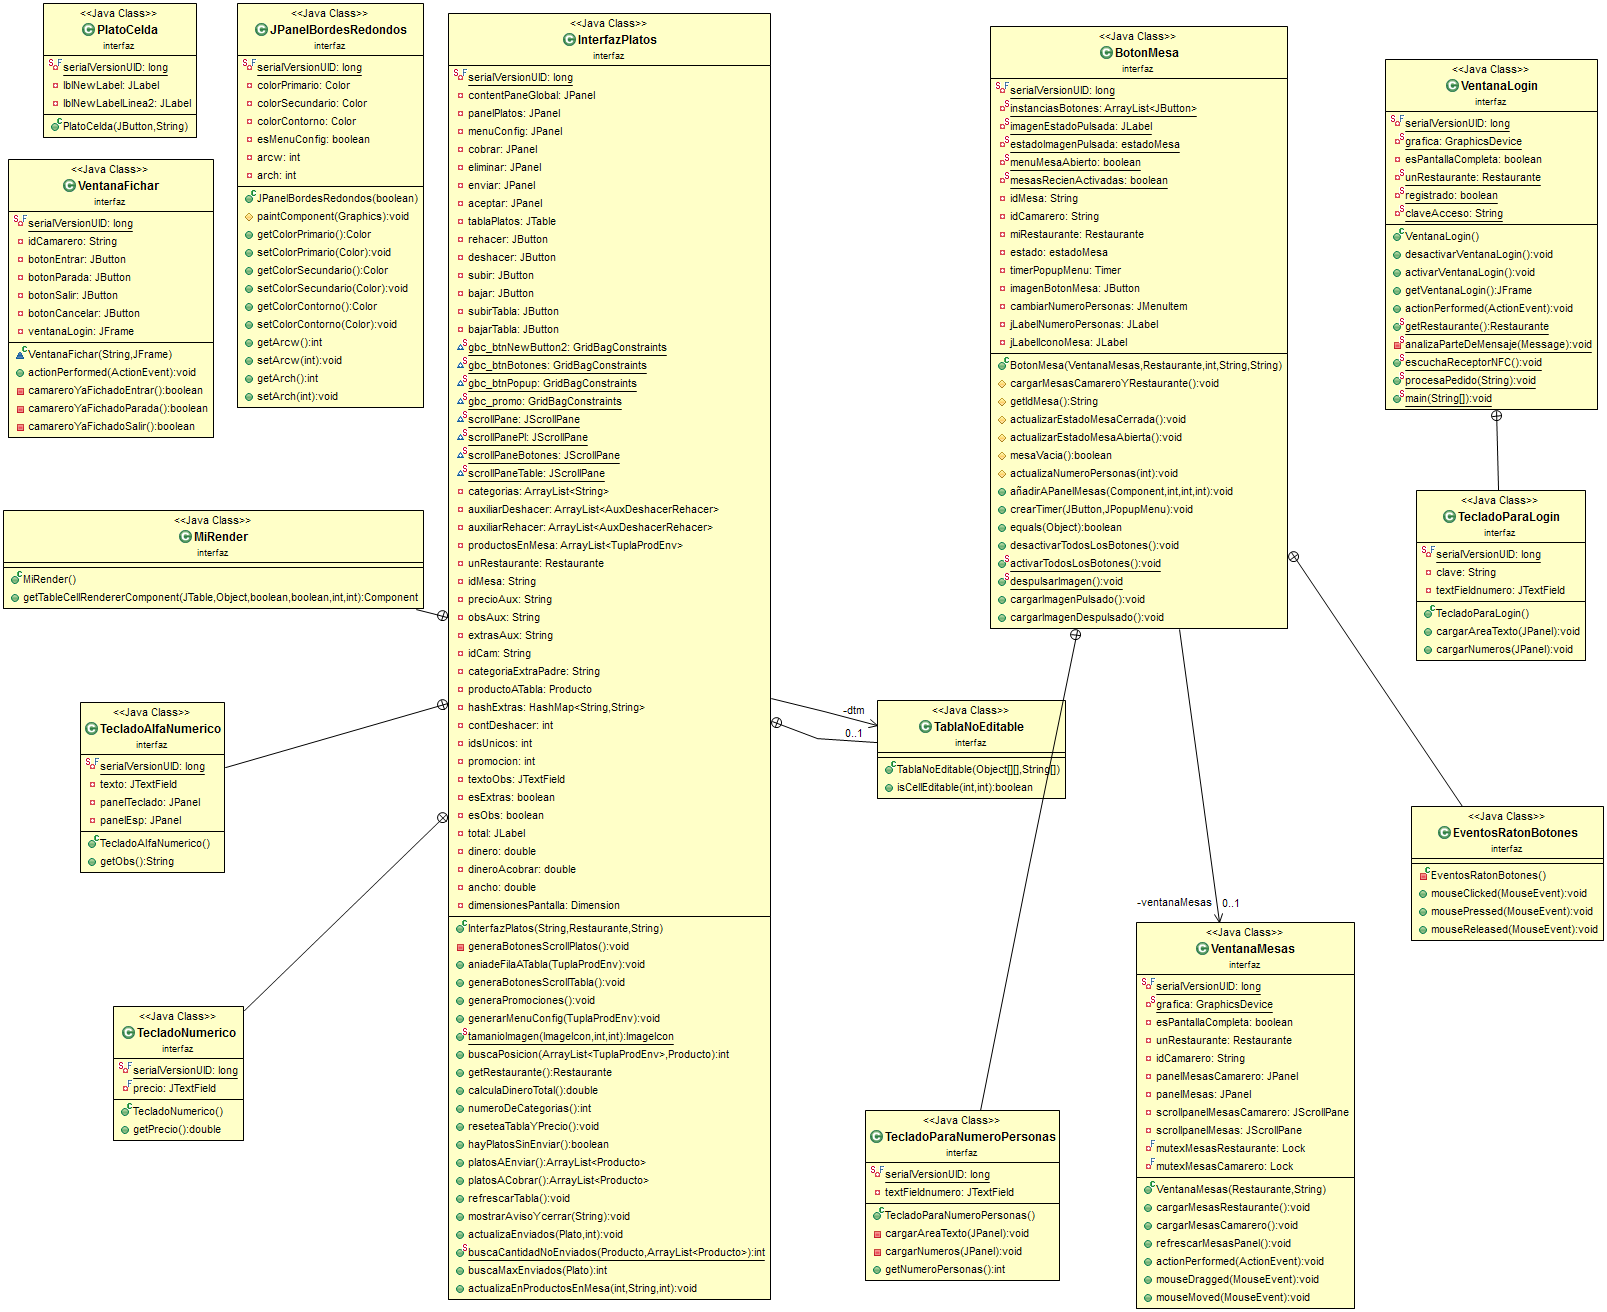 <<Java Class>>
PlatoCelda
interfaz
serialVersionUID: long
lblNewLabel: JLabel
lblNewLabelLinea2: JLabel
PlatoCelda(JButton,String)
<<Java Class>>
JPanelBordesRedondos
interfaz
serialVersionUID: long
colorPrimario: Color
colorSecundario: Color
colorContorno: Color
esMenuConfig: boolean
arcw: int
arch: int
JPanelBordesRedondos(boolean)
paintComponent(Graphics):void
getColorPrimario():Color
setColorPrimario(Color):void
getColorSecundario():Color
setColorSecundario(Color):void
getColorContorno():Color
setColorContorno(Color):void
getArcw():int
setArcw(int):void
getArch():int
setArch(int):void
<<Java Class>>
VentanaFichar
interfaz
serialVersionUID: long
idCamarero: String
botonEntrar: JButton
botonParada: JButton
botonSalir: JButton
botonCancelar: JButton
ventanaLogin: JFrame
VentanaFichar(String,JFrame)
actionPerformed(ActionEvent):void
camareroYaFichadoEntrar():boolean
camareroYaFichadoParada():boolean
camareroYaFichadoSalir():boolean
<<Java Class>>
MiRender
interfaz
MiRender()
getTableCellRendererComponent(JTable,Object,boolean,boolean,int,int):Component
<<Java Class>>
TecladoAlfaNumerico
interfaz
serialVersionUID: long
texto: JTextField
panelTeclado: JPanel
panelEsp: JPanel
TecladoAlfaNumerico()
getObs():String
<<Java Class>>
TecladoNumerico
interfaz
serialVersionUID: long
precio: JTextField
TecladoNumerico()
getPrecio():double
<<Java Class>>
InterfazPlatos
interfaz
serialVersionUID: long
contentPaneGlobal: JPanel
panelPlatos: JPanel
menuConfig: JPanel
cobrar: JPanel
eliminar: JPanel
enviar: JPanel
aceptar: JPanel
tablaPlatos: JTable
rehacer: JButton
deshacer: JButton
subir: JButton
bajar: JButton
subirTabla: JButton
bajarTabla: JButton
gbc_btnNewButton2: GridBagConstraints
gbc_btnBotones: GridBagConstraints
gbc_btnPopup: GridBagConstraints
gbc_promo: GridBagConstraints
scrollPane: JScrollPane
scrollPanePl: JScrollPane
scrollPaneBotones: JScrollPane
scrollPaneTable: JScrollPane
categorias: ArrayList<String>
auxiliarDeshacer: ArrayList<AuxDeshacerRehacer>
auxiliarRehacer: ArrayList<AuxDeshacerRehacer>
productosEnMesa: ArrayList<TuplaProdEnv>
unRestaurante: Restaurante
idMesa: String
precioAux: String
obsAux: String
extrasAux: String
idCam: String
categoriaExtraPadre: String
productoATabla: Producto
hashExtras: HashMap<String,String>
contDeshacer: int
idsUnicos: int
promocion: int
textoObs: JTextField
esExtras: boolean
esObs: boolean
total: JLabel
dinero: double
dineroAcobrar: double
ancho: double
dimensionesPantalla: Dimension
InterfazPlatos(String,Restaurante,String)
generaBotonesScrollPlatos():void
aniadeFilaATabla(TuplaProdEnv):void
generaBotonesScrollTabla():void
generaPromociones():void
generarMenuConfig(TuplaProdEnv):void
tamanioImagen(ImageIcon,int,int):ImageIcon
buscaPosicion(ArrayList<TuplaProdEnv>,Producto):int
getRestaurante():Restaurante
calculaDineroTotal():double
numeroDeCategorias():int
reseteaTablaYPrecio():void
hayPlatosSinEnviar():boolean
platosAEnviar():ArrayList<Producto>
platosACobrar():ArrayList<Producto>
refrescarTabla():void
mostrarAvisoYcerrar(String):void
actualizaEnviados(Plato,int):void
buscaCantidadNoEnviados(Producto,ArrayList<Producto>):int
buscaMaxEnviados(Plato):int
actualizaEnProductosEnMesa(int,String,int):void
-dtm
0..1
<<Java Class>>
TablaNoEditable
interfaz
TablaNoEditable(Object[][],String[])
isCellEditable(int,int):boolean
<<Java Class>>
BotonMesa
interfaz
serialVersionUID: long
instanciasBotones: ArrayList<JButton>
imagenEstadoPulsada: JLabel
estadoImagenPulsada: estadoMesa
menuMesaAbierto: boolean
mesasRecienActivadas: boolean
idMesa: String
idCamarero: String
miRestaurante: Restaurante
estado: estadoMesa
timerPopupMenu: Timer
imagenBotonMesa: JButton
cambiarNumeroPersonas: JMenuItem
jLabelNumeroPersonas: JLabel
jLabelIconoMesa: JLabel
BotonMesa(VentanaMesas,Restaurante,int,String,String)
cargarMesasCamareroYRestaurante():void
getIdMesa():String
actualizarEstadoMesaCerrada():void
actualizarEstadoMesaAbierta():void
mesaVacia():boolean
actualizaNumeroPersonas(int):void
añadirAPanelMesas(Component,int,int,int):void
crearTimer(JButton,JPopupMenu):void
equals(Object):boolean
desactivarTodosLosBotones():void
activarTodosLosBotones():void
despulsarImagen():void
cargarImagenPulsado():void
cargarImagenDespulsado():void
<<Java Class>>
VentanaLogin
interfaz
serialVersionUID: long
grafica: GraphicsDevice
esPantallaCompleta: boolean
unRestaurante: Restaurante
registrado: boolean
claveAcceso: String
VentanaLogin()
desactivarVentanaLogin():void
activarVentanaLogin():void
getVentanaLogin():JFrame
actionPerformed(ActionEvent):void
getRestaurante():Restaurante
analizaParteDeMensaje(Message):void
escuchaReceptorNFC():void
procesaPedido(String):void
main(String[]):void
<<Java Class>>
TecladoParaLogin
interfaz
serialVersionUID: long
clave: String
textFieldnumero: JTextField
TecladoParaLogin()
cargarAreaTexto(JPanel):void
cargarNumeros(JPanel):void
<<Java Class>>
EventosRatonBotones
interfaz
EventosRatonBotones()
mouseClicked(MouseEvent):void
mousePressed(MouseEvent):void
mouseReleased(MouseEvent):void
-ventanaMesas
0..1
<<Java Class>>
VentanaMesas
interfaz
serialVersionUID: long
grafica: GraphicsDevice
esPantallaCompleta: boolean
unRestaurante: Restaurante
idCamarero: String
panelMesasCamarero: JPanel
panelMesas: JPanel
scrollpanelMesasCamarero: JScrollPane
scrollpanelMesas: JScrollPane
mutexMesasRestaurante: Lock
mutexMesasCamarero: Lock
VentanaMesas(Restaurante,String)
cargarMesasRestaurante():void
cargarMesasCamarero():void
refrescarMesasPanel():void
actionPerformed(ActionEvent):void
mouseDragged(MouseEvent):void
mouseMoved(MouseEvent):void
<<Java Class>>
TecladoParaNumeroPersonas
interfaz
serialVersionUID: long
textFieldnumero: JTextField
TecladoParaNumeroPersonas()
cargarAreaTexto(JPanel):void
cargarNumeros(JPanel):void
getNumeroPersonas():int